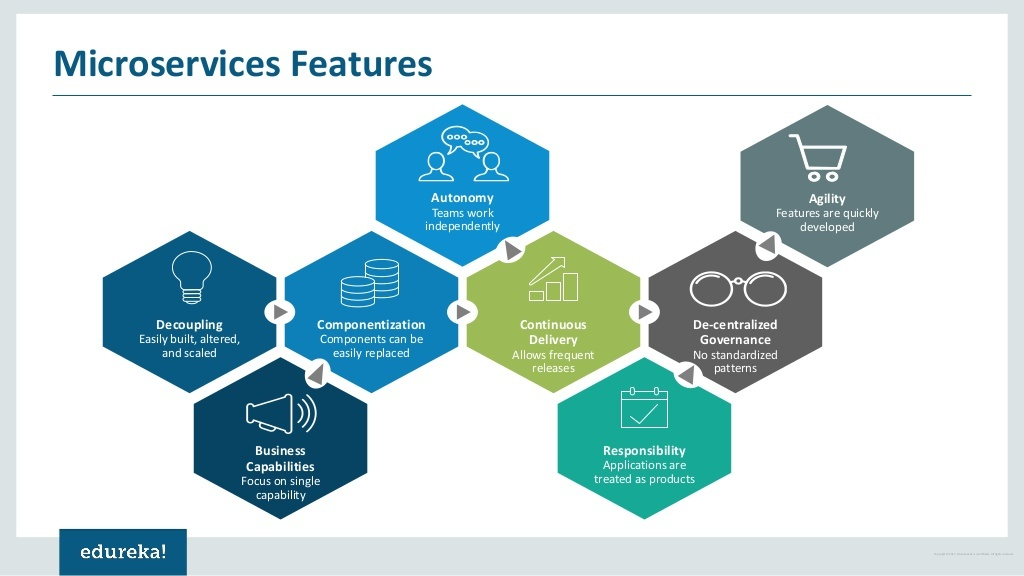 Microservices Features
Autonomy
Teams work
independently
Agility
Features are quickly
developed
Decoupling
Easily built, altered,
and scaled
Componentization
Components can be
easily replaced
Continuous
Delivery
Allows frequent
releases
De-centralized
Governance
No standardized
patterns
Business
Capabilities
Focus on single
capability
Responsibility
Applications are
treated as products
edureka!